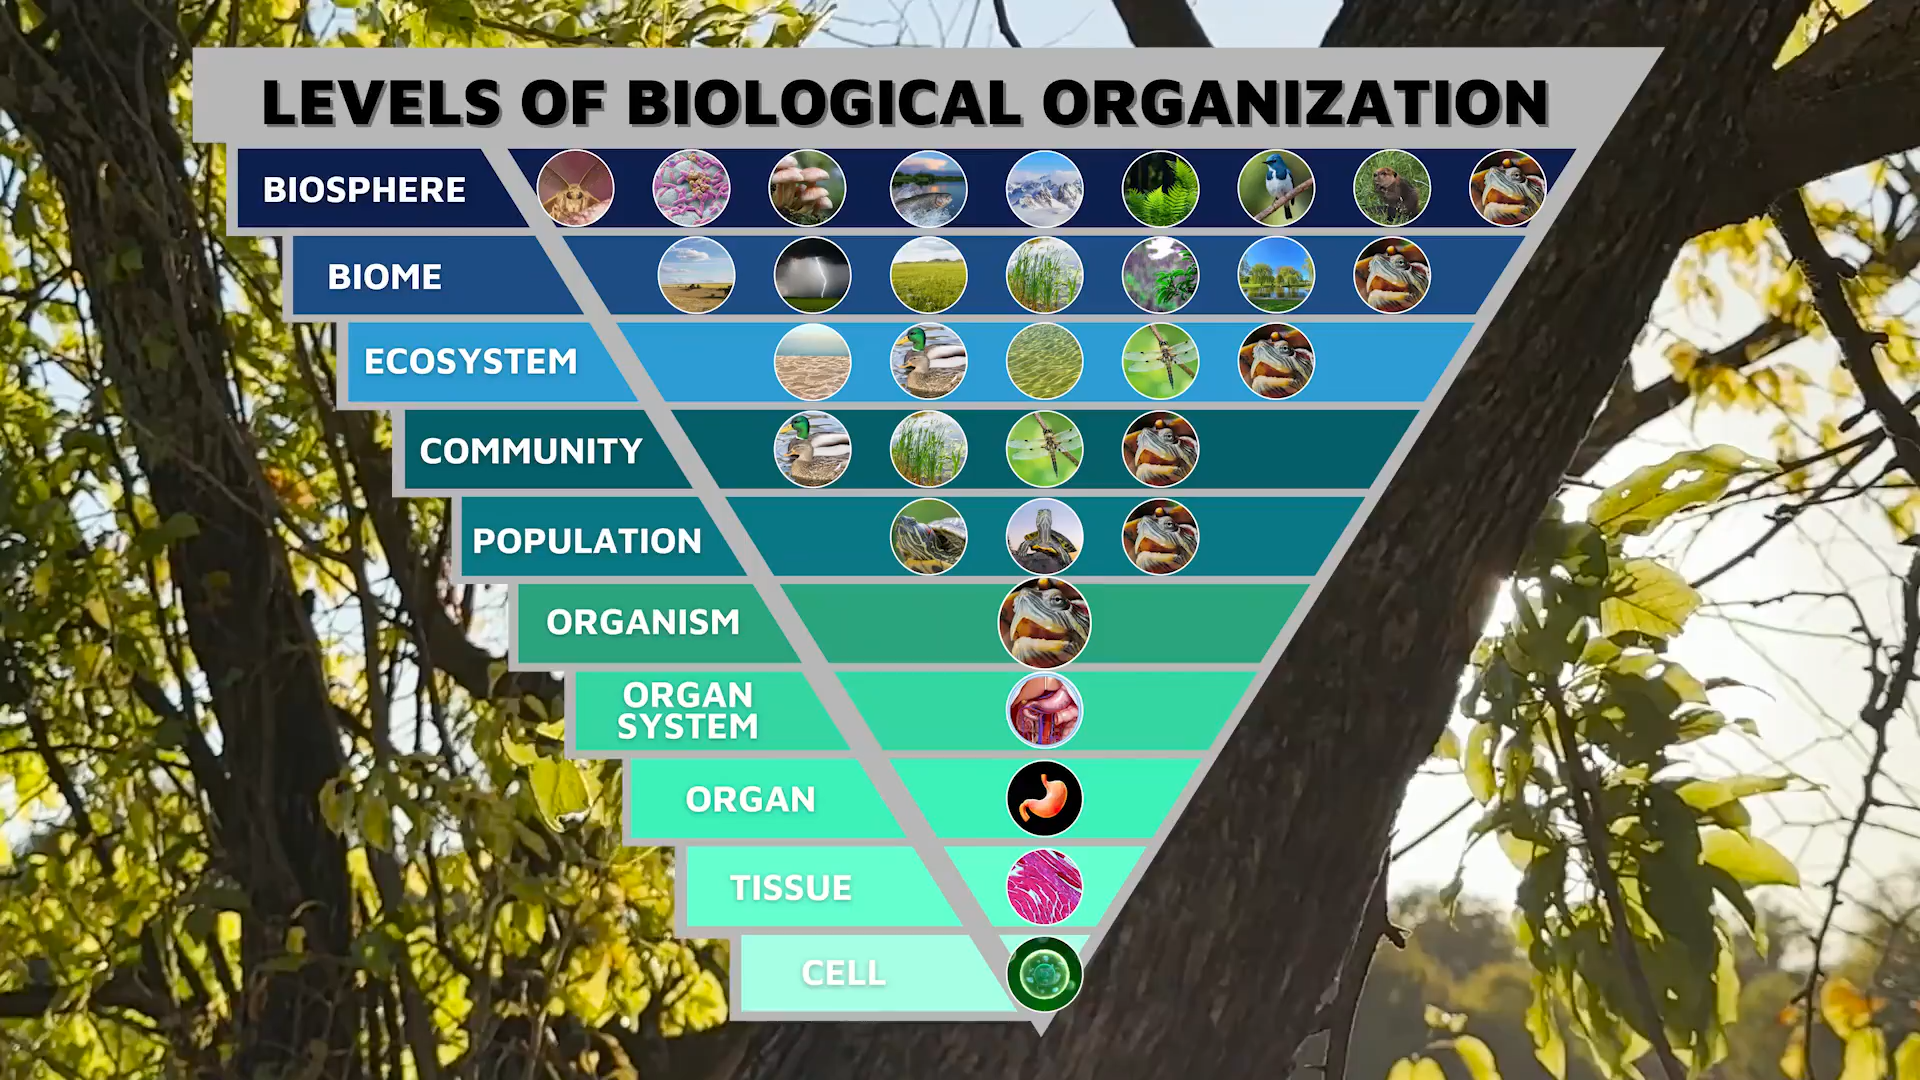 LEVELS OF BIOLOGICAL ORGANIZATION
BIOSPHERE
BIOME
ECOSYSTEM
COMMUNITY
POPULATION
ORGANISM
ORGAN
SYSTEM
ORGAN
TISSUE
CELL